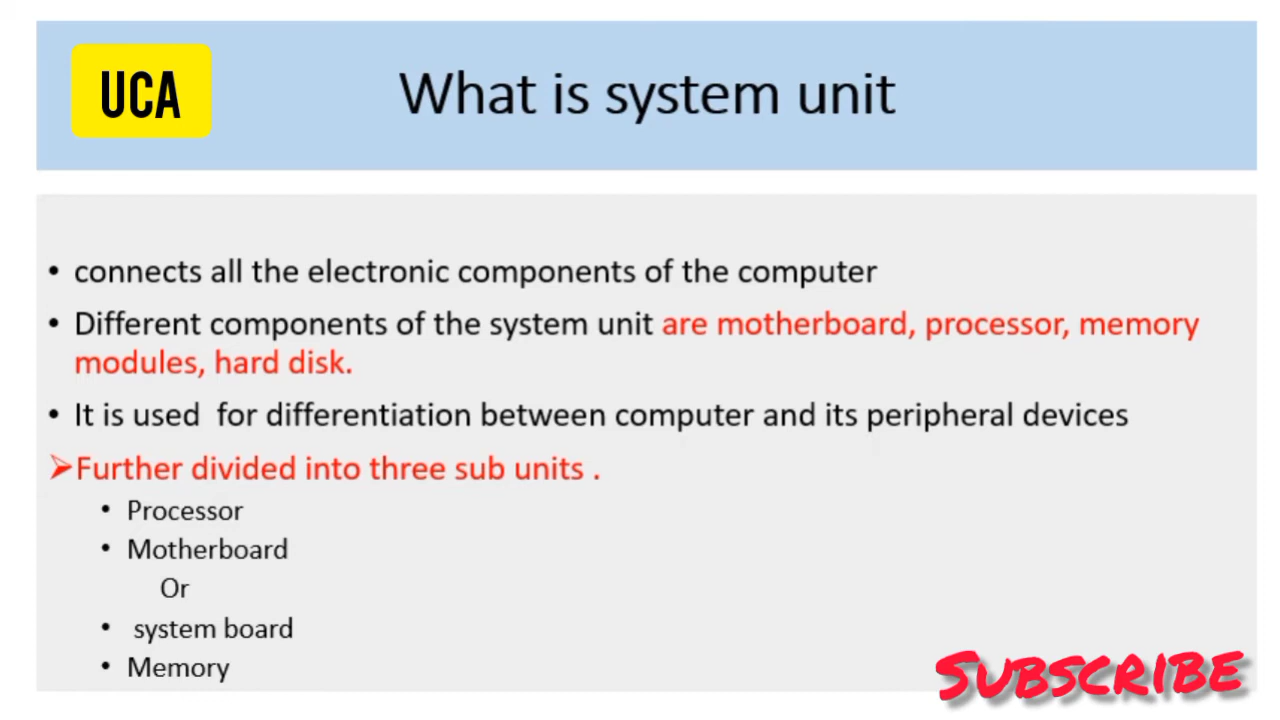 UCA
What is system unit
• connects all the electronic components of the computer
• Different components of the system unit are motherboard, processor, memory
modules, hard disk.
• It is used  for differentiation between computer and its peripheral devices
➢Further divided into three sub units .
• Processor
• Motherboard
Or
• system board
• Memory
SUBSCRIBE